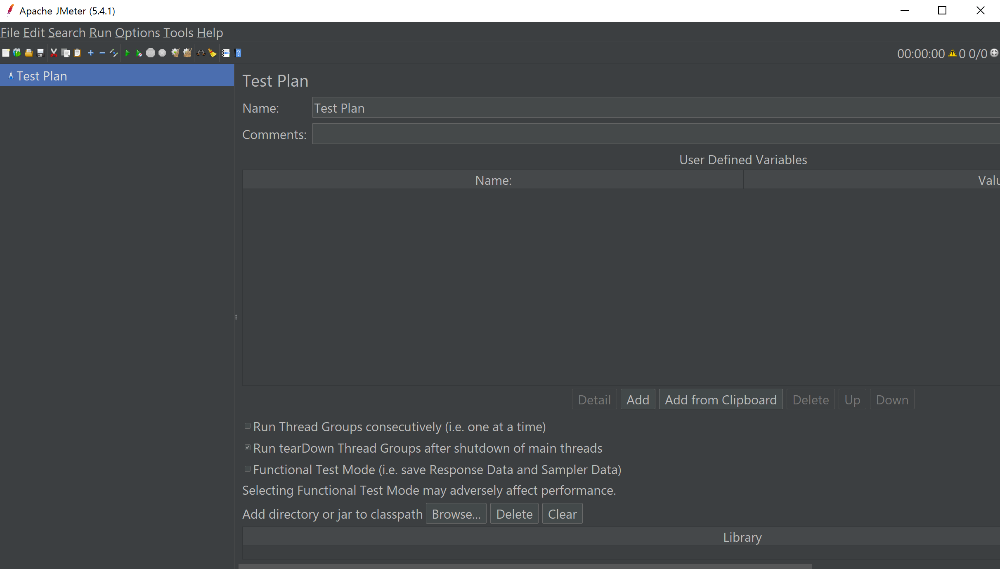 Apache JMeter (5.4.1)
File Edit Search Run Options Tools Help
00:00:00 0 0/0
Test Plan
Test Plan
Name: Test Plan
Comments:
User Defined Variables
Name: Valu
Detail Add Add from Clipboard Delete Up Down
Run Thread Groups consecutively (i.e. one at a time)
Run tearDown Thread Groups after shutdown of main threads
Functional Test Mode (i.e. save Response Data and Sampler Data)
Selecting Functional Test Mode may adversely affect performance.
Add directory or jar to classpath Browse... Delete Clear
Library